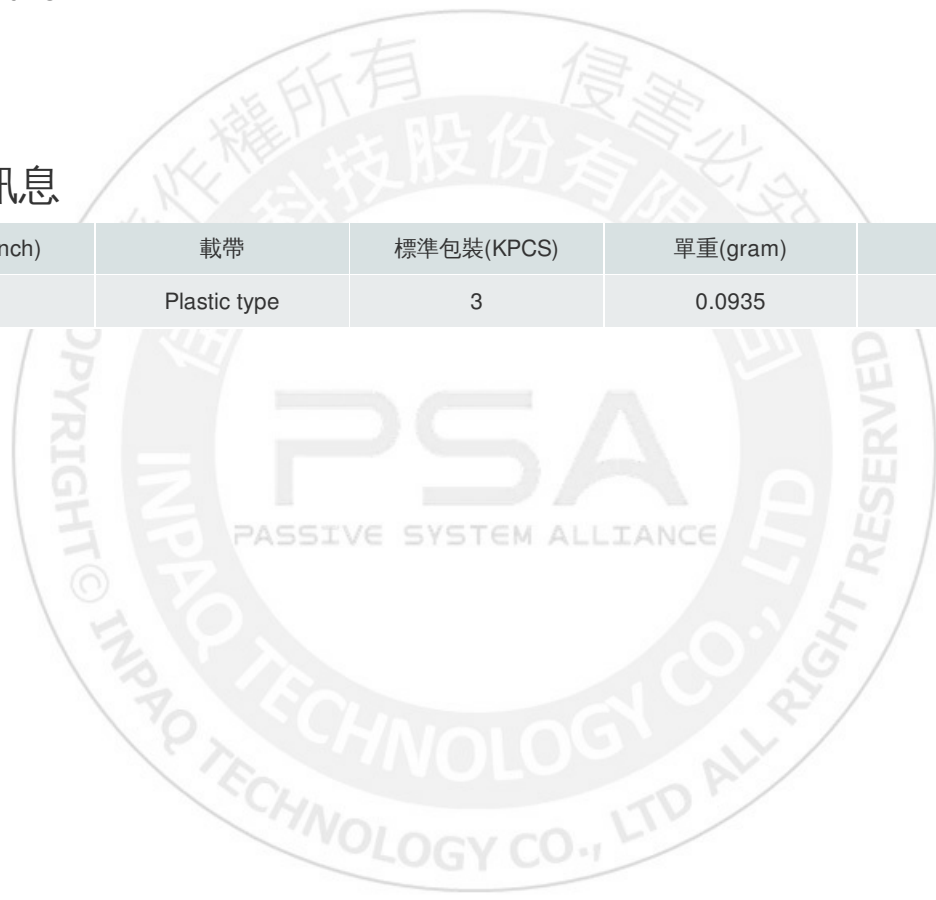 訊息
nch) 載帶 標準包裝(KPCS) 單重(gram)
Plastic type 3 0.0935
作權所有 侵害必究
科技股份有限
PSA
PASSIVE SYSTEM ALLIANCE
INPAQ TECHNOLOGY CO., LTD
OPYRIGHT © INPAQ TECHNOLOGY CO., LTD ALL RIGHT RESERVED